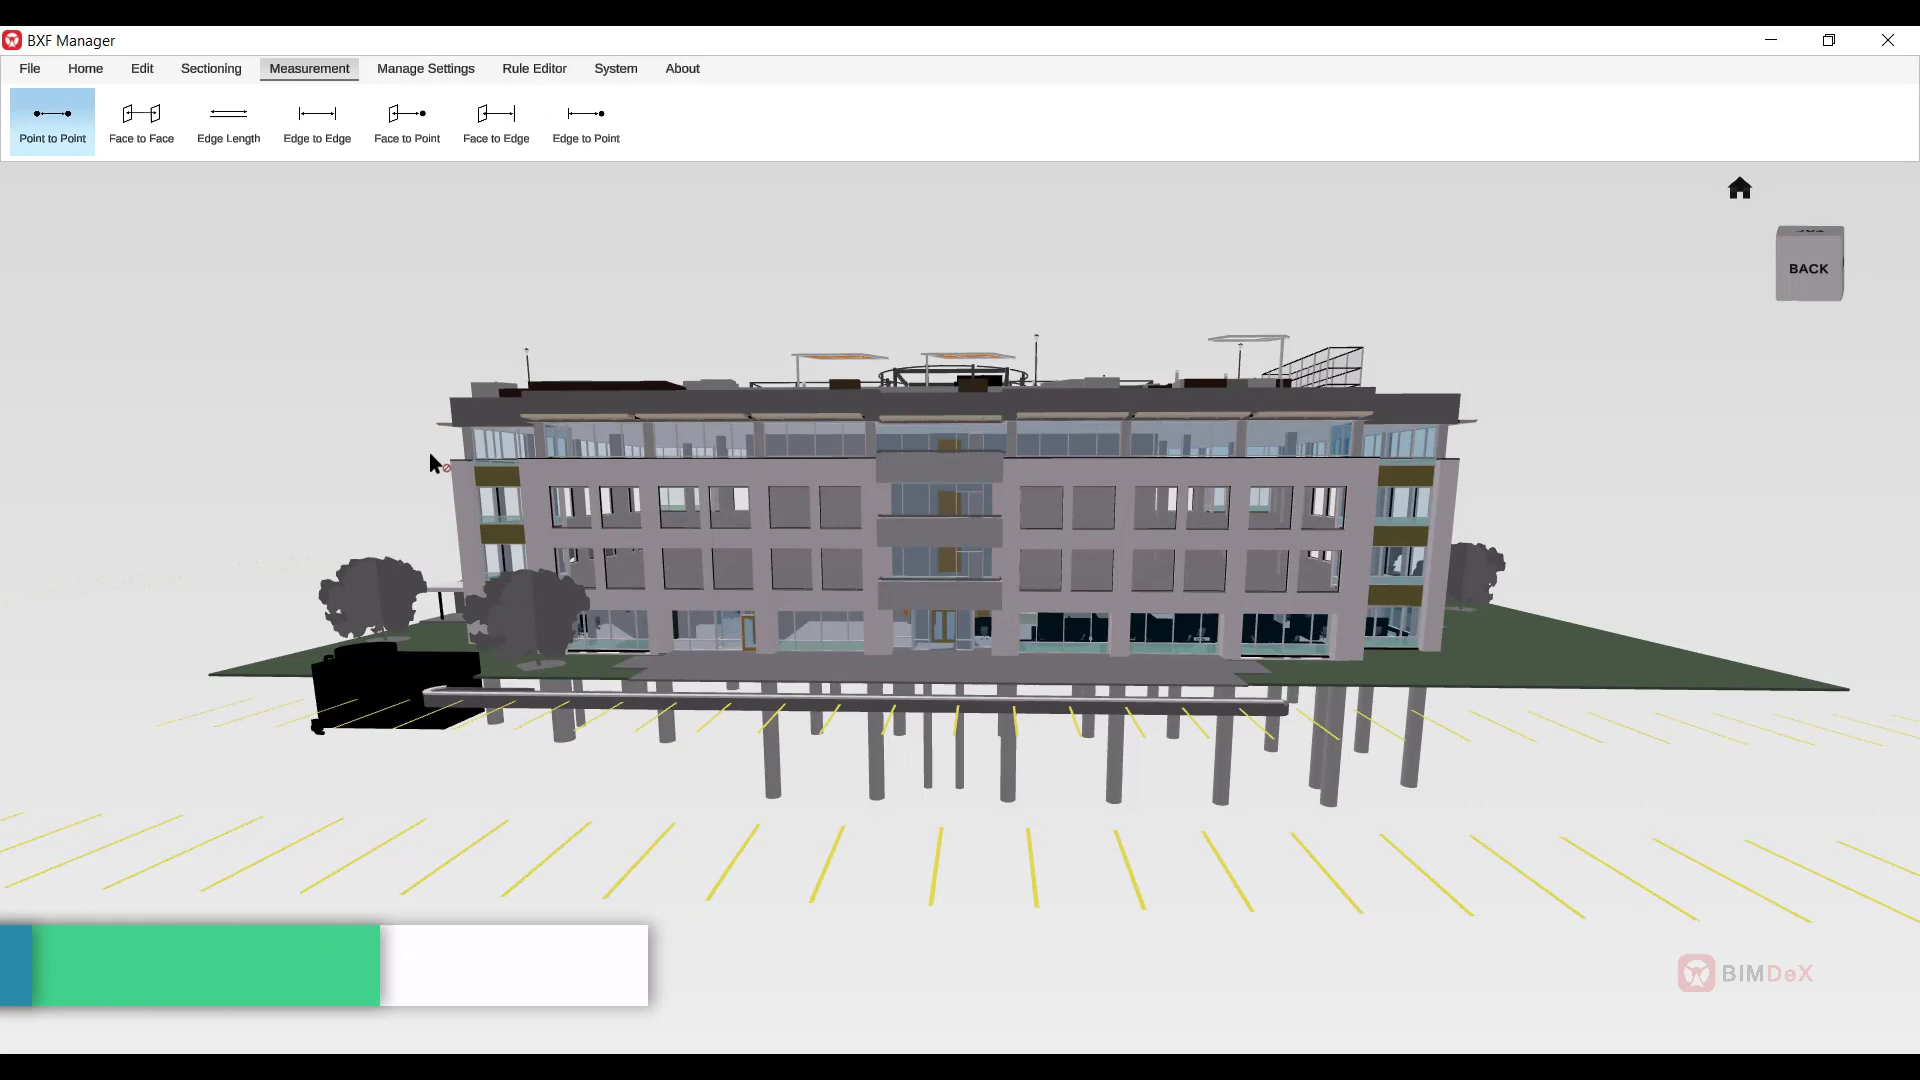 BXF Manager
File Home Edit Sectioning Measurement Manage Settings Rule Editor System About
Point to Point Face to Face Edge Length Edge to Edge Face to Point Face to Edge Edge to Point
TOP
BACK
BIMDeX